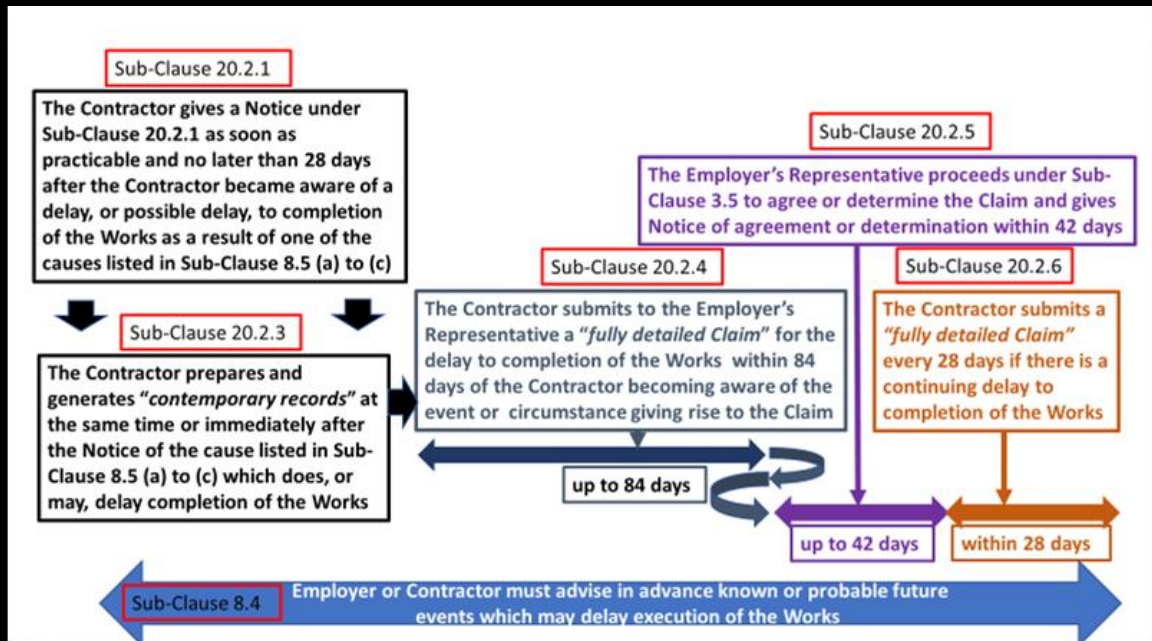 Sub-Clause 20.2.1
The Contractor gives a Notice under
Sub-Clause 20.2.1 as soon as
practicable and no later than 28 days
after the Contractor became aware of a
delay, or possible delay, to completion
of the Works as a result of one of the
causes listed in Sub-Clause 8.5 (a) to (c)
Sub-Clause 20.2.3
The Contractor prepares and
generates “contemporary records” at
the same time or immediately after
the Notice of the cause listed in Sub-
Clause 8.5 (a) to (c) which does, or
may, delay completion of the Works
Sub-Clause 20.2.4
The Contractor submits to the Employer’s
Representative a “fully detailed Claim” for the
delay to completion of the Works within 84
days of the Contractor becoming aware of the
event or circumstance giving rise to the Claim
up to 84 days
Sub-Clause 20.2.5
The Employer’s Representative proceeds under Sub-
Clause 3.5 to agree or determine the Claim and gives
Notice of agreement or determination within 42 days
up to 42 days
Sub-Clause 20.2.6
The Contractor submits a
“fully detailed Claim”
every 28 days if there is a
continuing delay to
completion of the Works
within 28 days
Sub-Clause 8.4
Employer or Contractor must advise in advance known or probable future
events which may delay execution of the Works